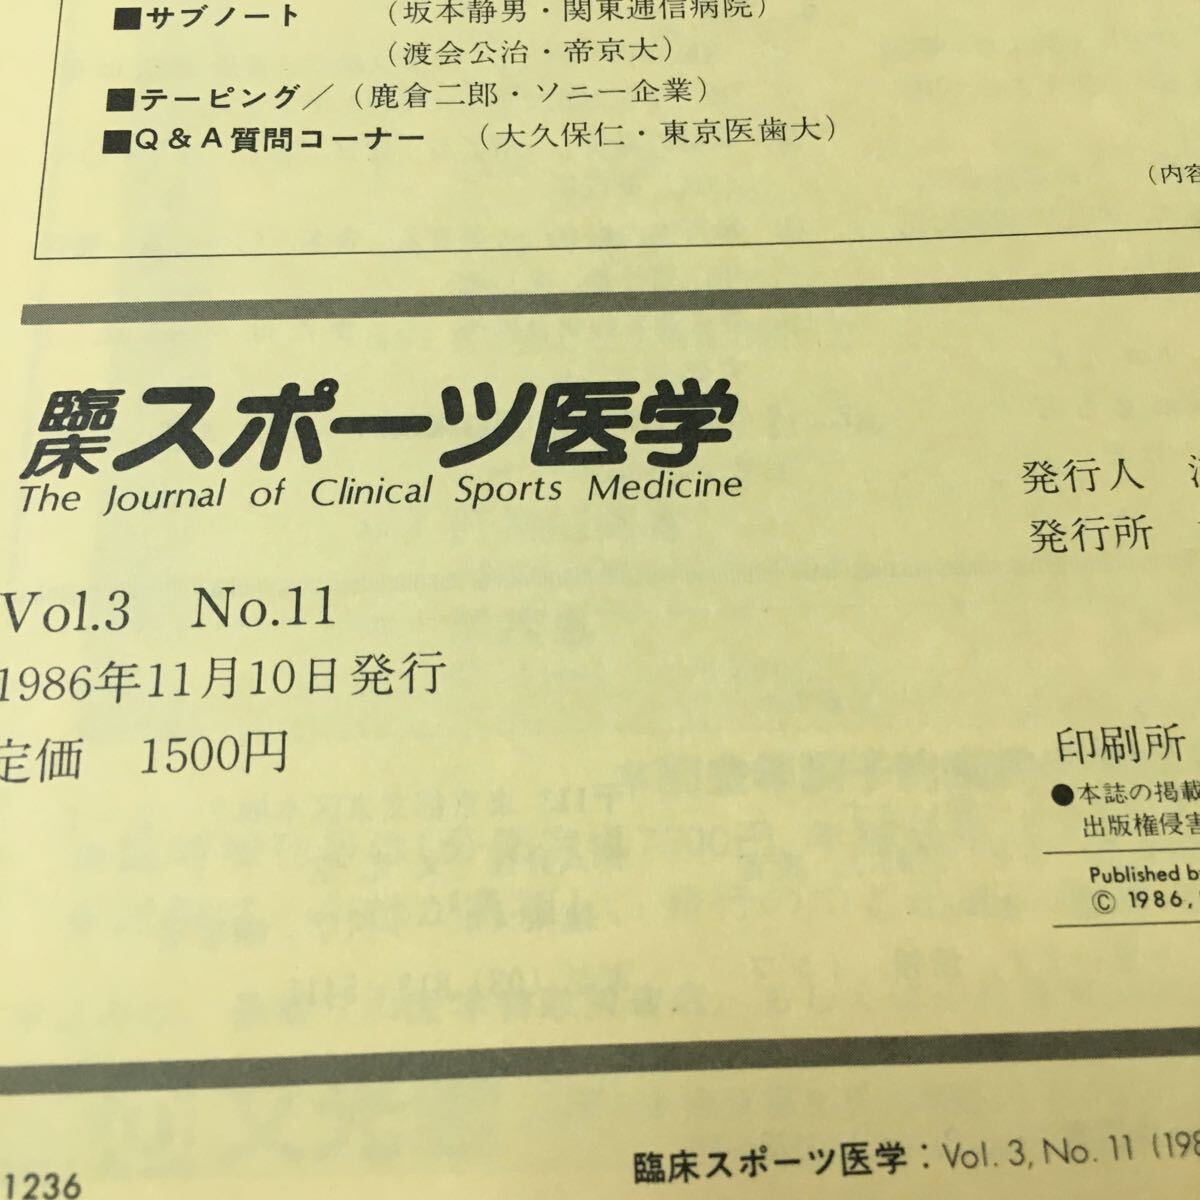 ■サブノート （坂本静男・関東逓信病院）
（渡会公治・帝京大）
■テーピング／（鹿倉二郎・ソニー企業）
■Q&A質問コーナー （大久保仁・東京医歯大）
（内容
臨床スポーツ医学
The Journal of Clinical Sports Medicine
発行人
発行所
Vol.3 No.11
1986年11月10日発行
定価 1500円
印刷所
●本誌の掲載
出版権侵害
Published by
© 1986,
1236
臨床スポーツ医学：Vol. 3, No. 11 (198